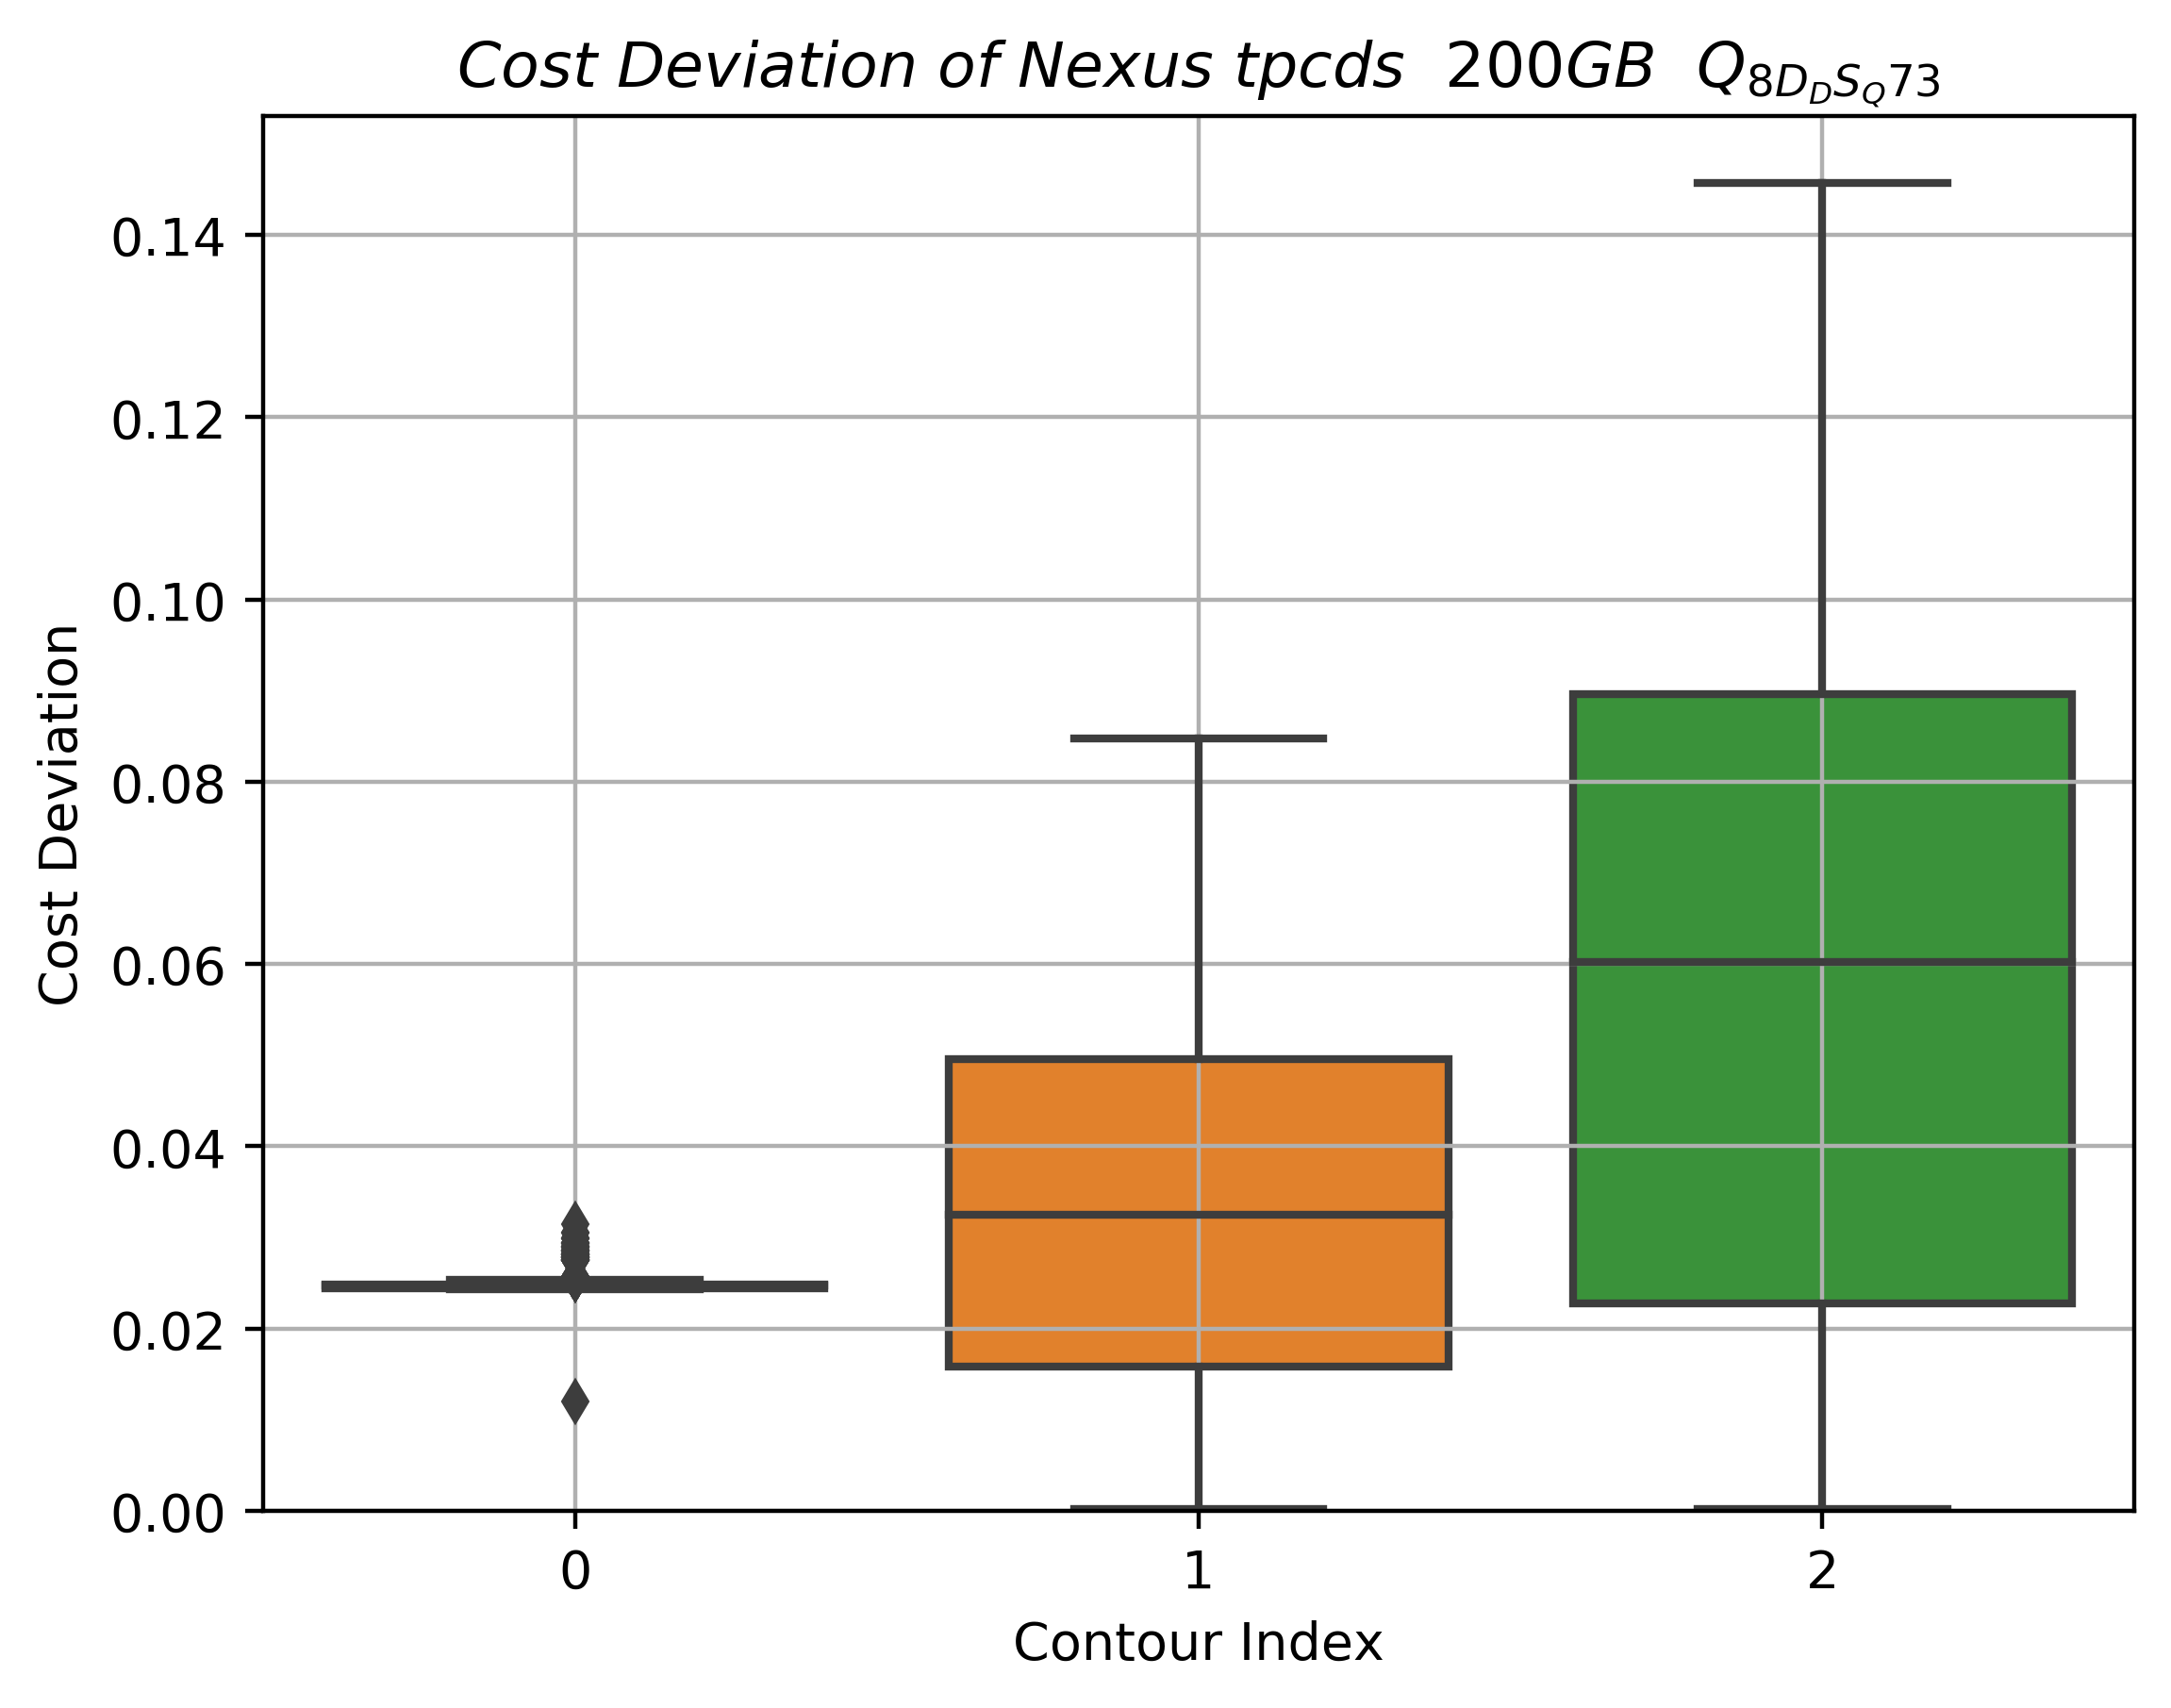 Cost Deviation of Nexus tpcds 200GB Q8DDSQ73
0.14
0.12
0.10
0.08
0.06
0.04
0.02
0.00
Cost Deviation
0 1 2
Contour Index